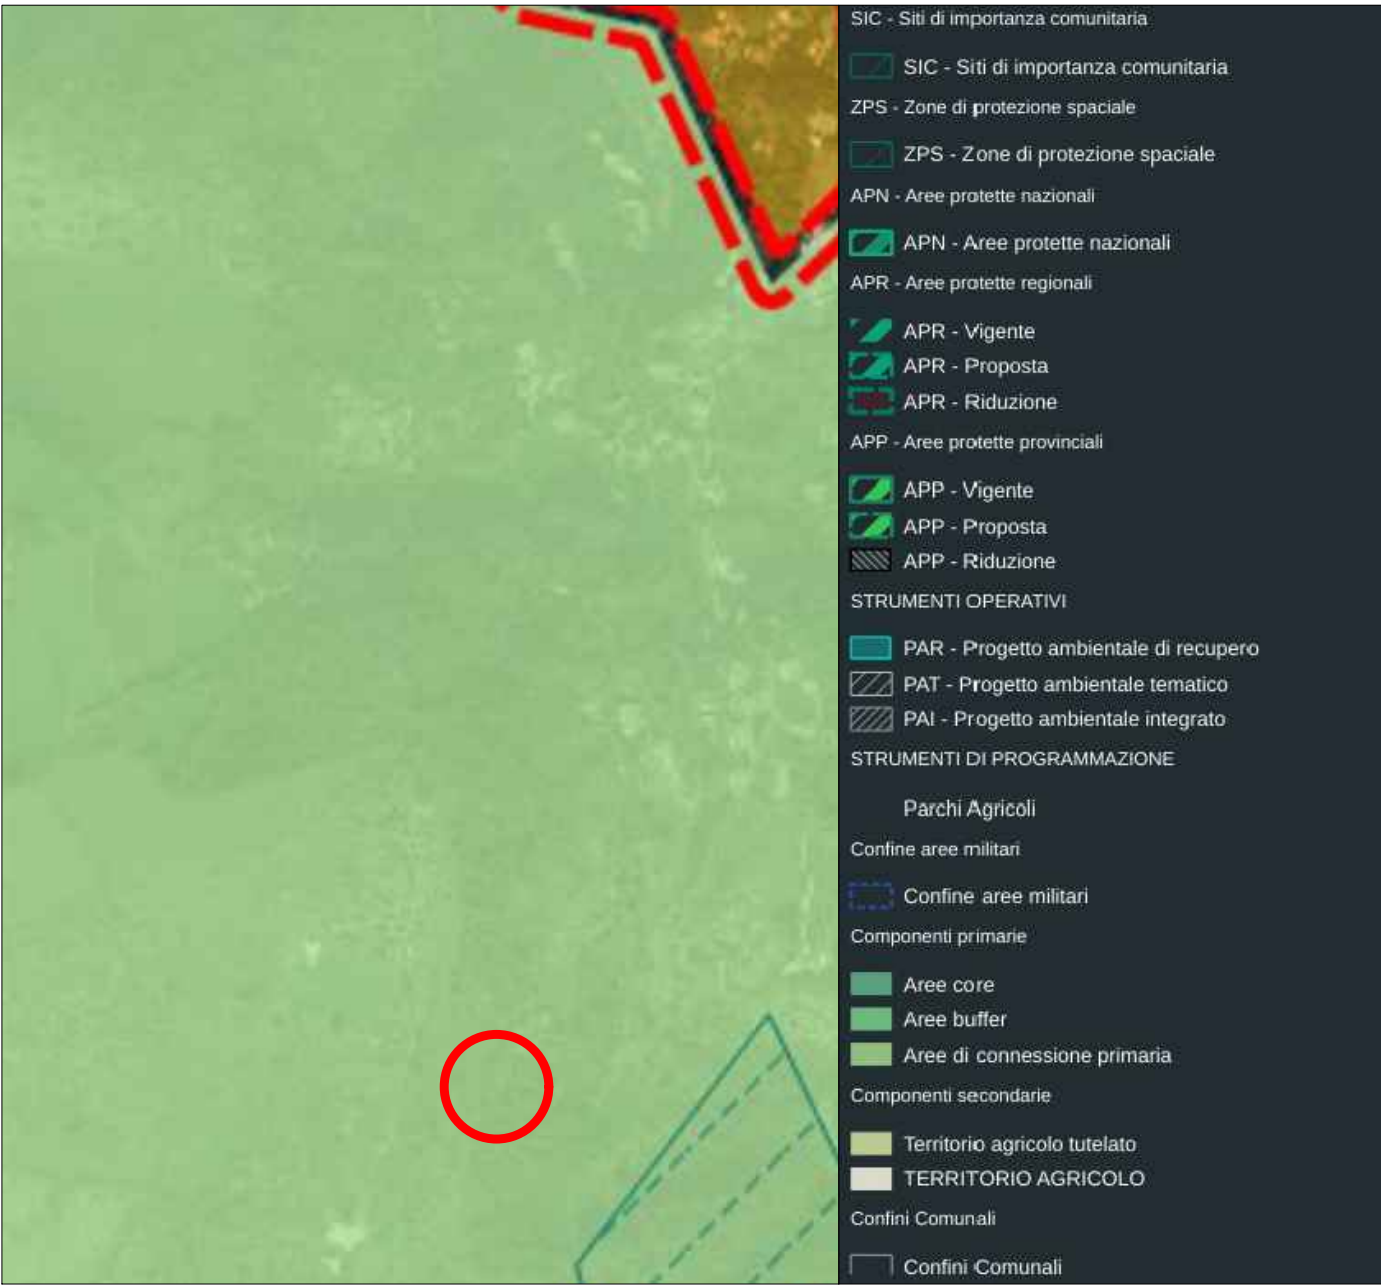 SIC - Siti di importanza comunitaria
SIC - Siti di importanza comunitaria
ZPS - Zone di protezione spaciale
ZPS - Zone di protezione spaciale
APN - Aree protette nazionali
APN - Aree protette nazionali
APR - Aree protette regionali
APR - Vigente
APR - Proposta
APR - Riduzione
APP - Aree protette provinciali
APP - Vigente
APP - Proposta
APP - Riduzione
STRUMENTI OPERATIVI
PAR - Progetto ambientale di recupero
PAT - Progetto ambientale tematico
PAI - Progetto ambientale integrato
STRUMENTI DI PROGRAMMAZIONE
Parchi Agricoli
Confine aree militari
Confine aree militari
Componenti primarie
Aree core
Aree buffer
Aree di connessione primaria
Componenti secondarie
Territorio agricolo tutelato
TERRITORIO AGRICOLO
Confini Comunali
Confini Comunali